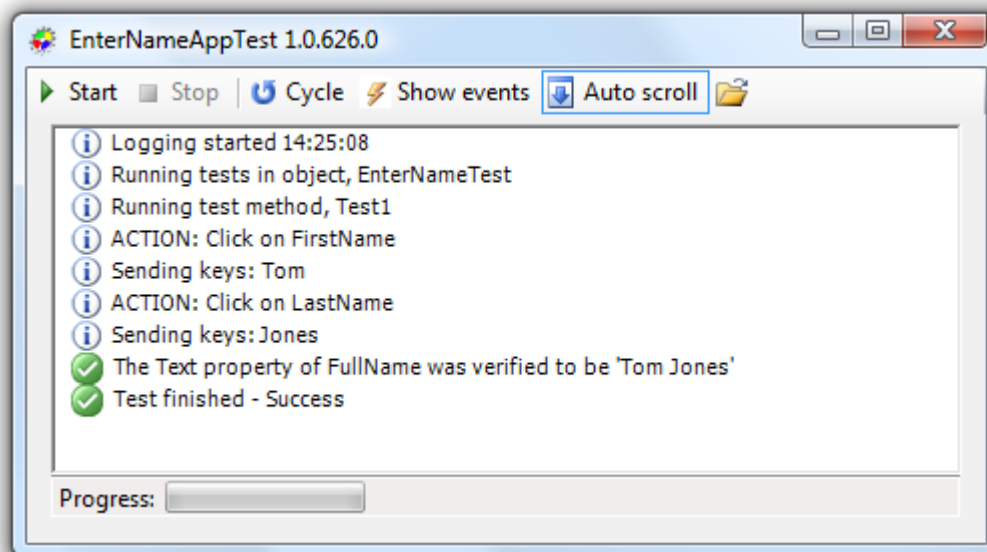 EnterNameAppTest 1.0.626.0
Start Stop Cycle Show events Auto scroll
Logging started 14:25:08
Running tests in object, EnterNameTest
Running test method, Test1
ACTION: Click on FirstName
Sending keys: Tom
ACTION: Click on LastName
Sending keys: Jones
The Text property of FullName was verified to be 'Tom Jones'
Test finished - Success
Progress: